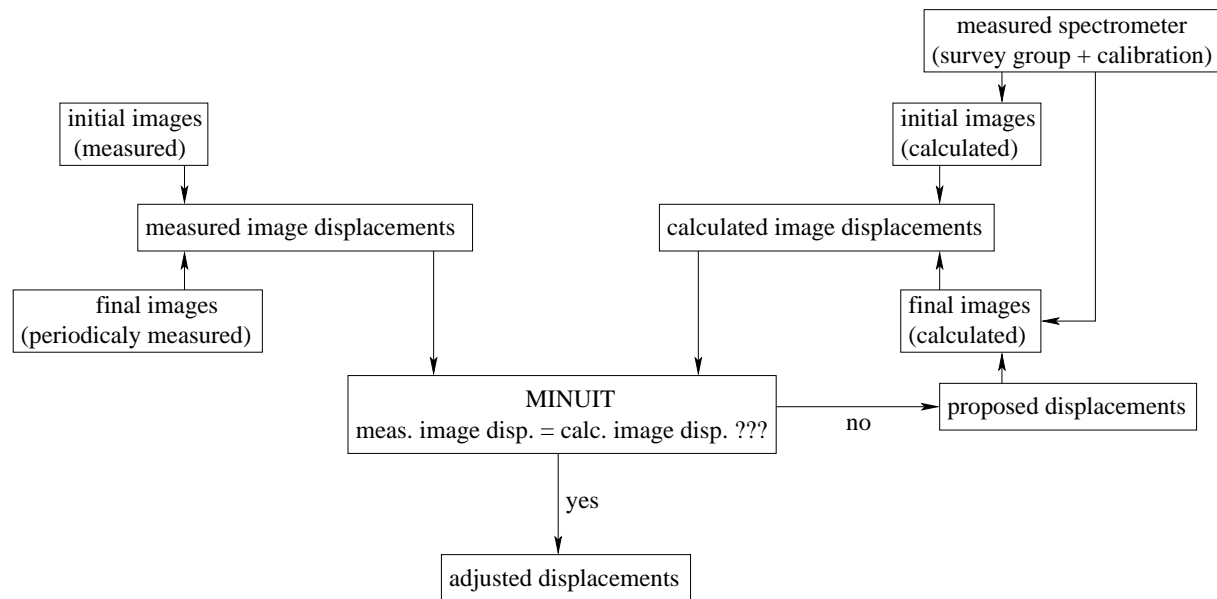 measured spectrometer
(survey group + calibration)
initial images
(measured)
initial images
(calculated)
measured image displacements
calculated image displacements
final images
(periodicaly measured)
final images
(calculated)
MINUIT
meas. image disp. = calc. image disp. ???
no
proposed displacements
yes
adjusted displacements